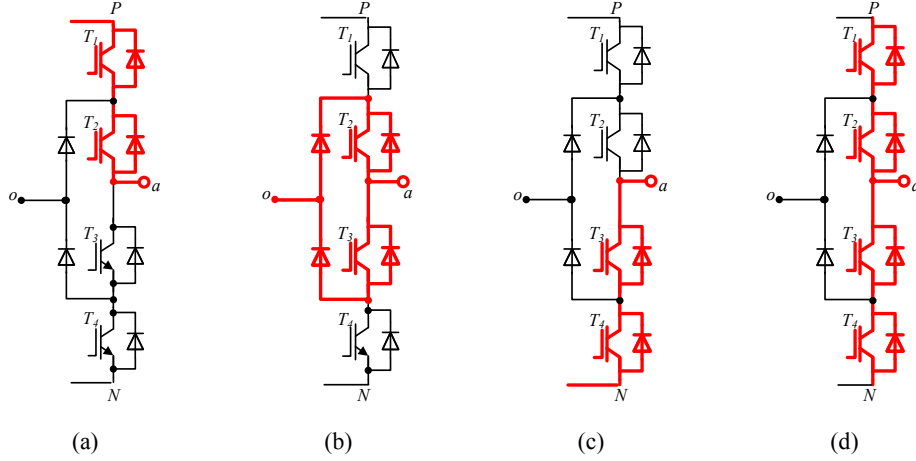 P P P P
T1 T1 T1 T1
T2 T2 T2 T2
o a o a o a o a
T3 T3 T3 T3
T4 T4 T4 T4
N N N N
(a) (b) (c) (d)